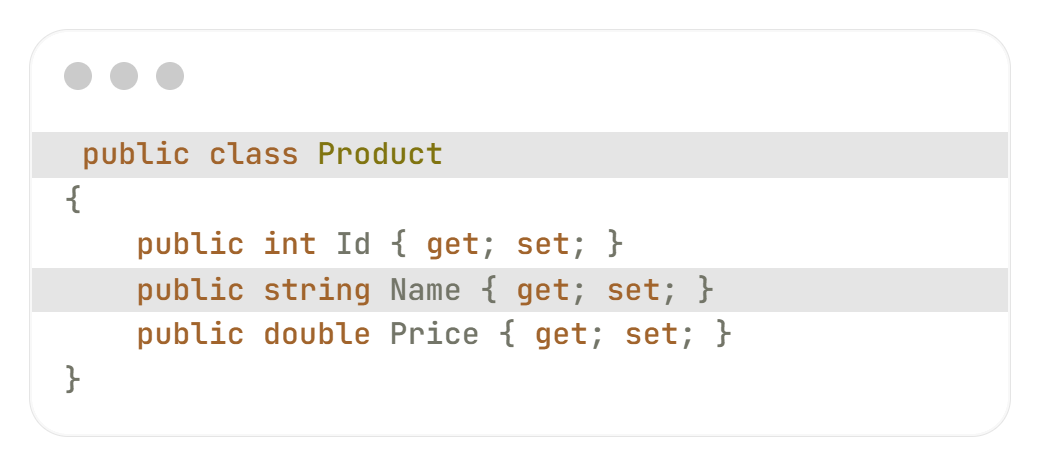 public class Product
{
    public int Id { get; set; }
    public string Name { get; set; }
    public double Price { get; set; }
}